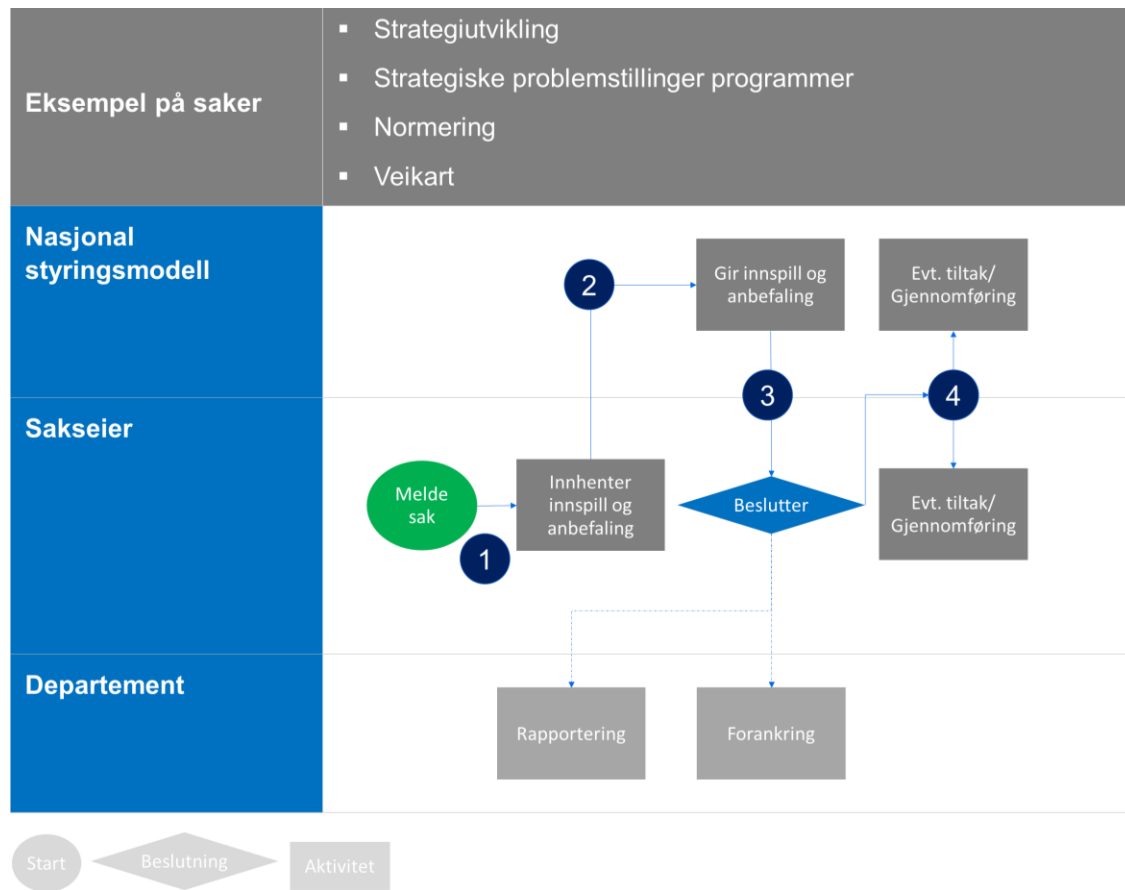 Eksempel på saker
▪ Strategiutvikling
▪ Strategiske problemstillinger programmer
▪ Normering
▪ Veikart
Nasjonal
styringsmodell
2
Gir innspill og
anbefaling
Evt. tiltak/
Gjennomføring
3
4
Sakseier
Melde
sak
1
Innhenter
innspill og
anbefaling
Beslutter
Evt. tiltak/
Gjennomføring
Departement
Rapportering
Forankring
Start
Beslutning
Aktivitet